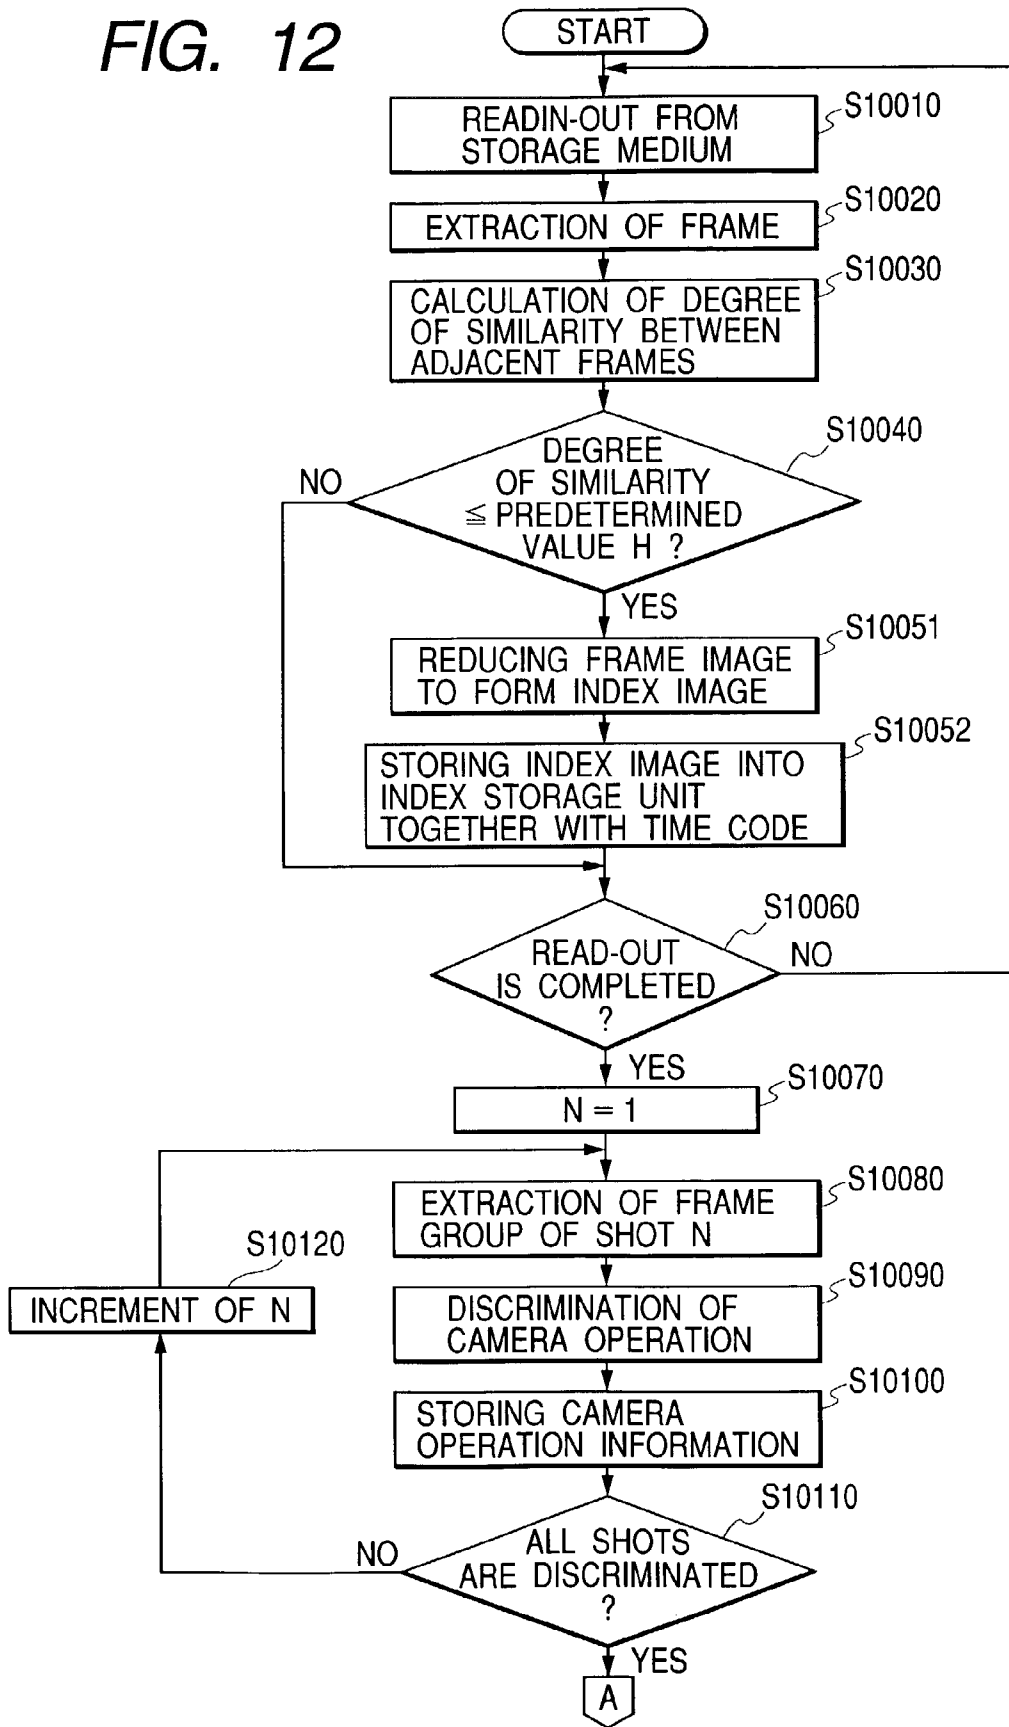 FIG. 12
START
READIN-OUT FROM
STORAGE MEDIUM
S10010
EXTRACTION OF FRAME
S10020
CALCULATION OF DEGREE
OF SIMILARITY BETWEEN
ADJACENT FRAMES
S10030
DEGREE
OF SIMILARITY
≦ PREDETERMINED
VALUE H ?
S10040
NO
YES
REDUCING FRAME IMAGE
TO FORM INDEX IMAGE
S10051
STORING INDEX IMAGE INTO
INDEX STORAGE UNIT
TOGETHER WITH TIME CODE
S10052
READ-OUT
IS COMPLETED
?
S10060
NO
YES
N = 1
S10070
EXTRACTION OF FRAME
GROUP OF SHOT N
S10080
S10120
INCREMENT OF N
DISCRIMINATION OF
CAMERA OPERATION
S10090
STORING CAMERA
OPERATION INFORMATION
S10100
ALL SHOTS
ARE DISCRIMINATED
?
S10110
NO
YES
A